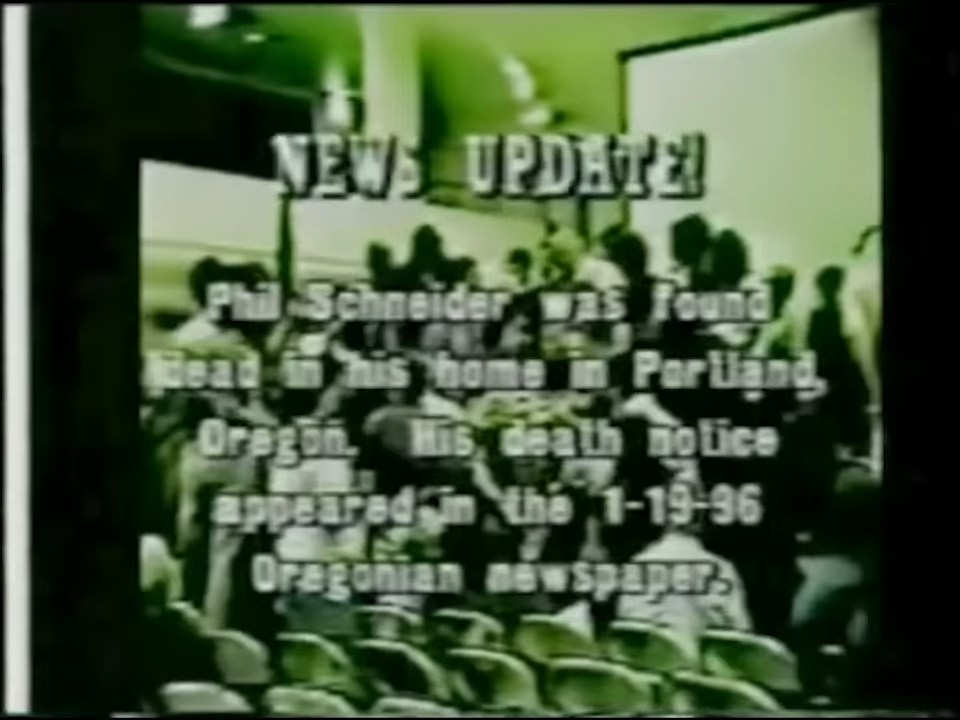 NEWS UPDATE!
Phil Schneider was found
dead in his home in Portland,
Oregon. His death notice
appeared in the 1-19-96
Oregonian newspaper.